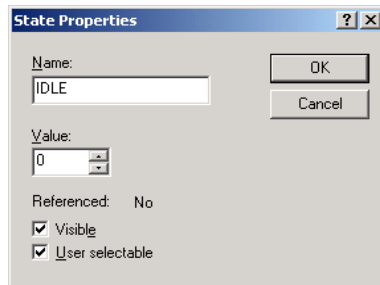 State Properties
Name:
IDLE
OK
Cancel
Value:
0
Referenced: No
Visible
User selectable